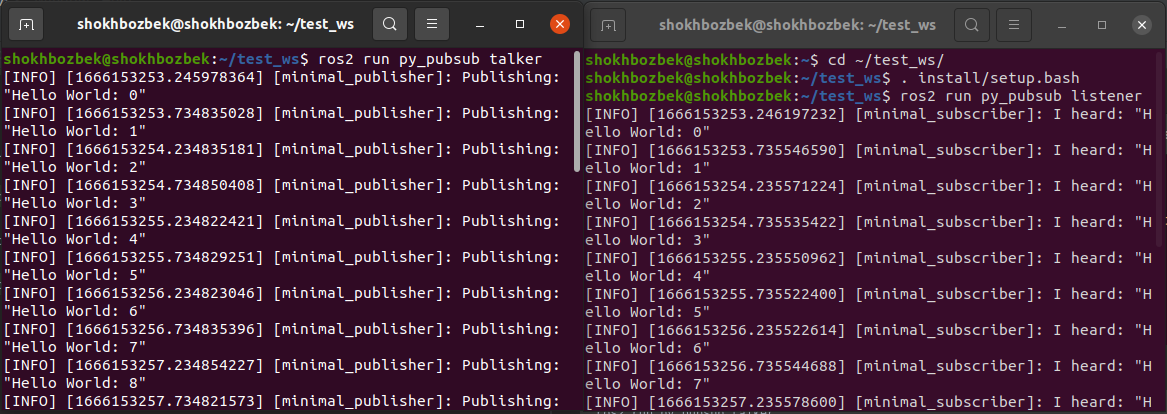 shokhbozbek@shokhbozbek: ~/test_ws
shokhbozbek@shokhbozbek:~/test_ws$ ros2 run py_pubsub talker
[INFO] [1666153253.245978364] [minimal_publisher]: Publishing:
"Hello World: 0"
[INFO] [1666153253.734835028] [minimal_publisher]: Publishing:
"Hello World: 1"
[INFO] [1666153254.234835181] [minimal_publisher]: Publishing:
"Hello World: 2"
[INFO] [1666153254.734850408] [minimal_publisher]: Publishing:
"Hello World: 3"
[INFO] [1666153255.234822421] [minimal_publisher]: Publishing:
"Hello World: 4"
[INFO] [1666153255.734829251] [minimal_publisher]: Publishing:
"Hello World: 5"
[INFO] [1666153256.234823046] [minimal_publisher]: Publishing:
"Hello World: 6"
[INFO] [1666153256.734835396] [minimal_publisher]: Publishing:
"Hello World: 7"
[INFO] [1666153257.234854227] [minimal_publisher]: Publishing:
"Hello World: 8"
[INFO] [1666153257.734821573] [minimal_publisher]: Publishing:
shokhbozbek@shokhbozbek: ~/test_ws
shokhbozbek@shokhbozbek:~$ cd ~/test_ws/
shokhbozbek@shokhbozbek:~/test_ws$ . install/setup.bash
shokhbozbek@shokhbozbek:~/test_ws$ ros2 run py_pubsub listener
[INFO] [1666153253.246197232] [minimal_subscriber]: I heard: "H
ello World: 0"
[INFO] [1666153253.735546590] [minimal_subscriber]: I heard: "H
ello World: 1"
[INFO] [1666153254.235571224] [minimal_subscriber]: I heard: "H
ello World: 2"
[INFO] [1666153254.735535422] [minimal_subscriber]: I heard: "H
ello World: 3"
[INFO] [1666153255.235550962] [minimal_subscriber]: I heard: "H
ello World: 4"
[INFO] [1666153255.735522400] [minimal_subscriber]: I heard: "H
ello World: 5"
[INFO] [1666153256.235522614] [minimal_subscriber]: I heard: "H
ello World: 6"
[INFO] [1666153256.735544688] [minimal_subscriber]: I heard: "H
ello World: 7"
[INFO] [1666153257.235578600] [minimal_subscriber]: I heard: "H